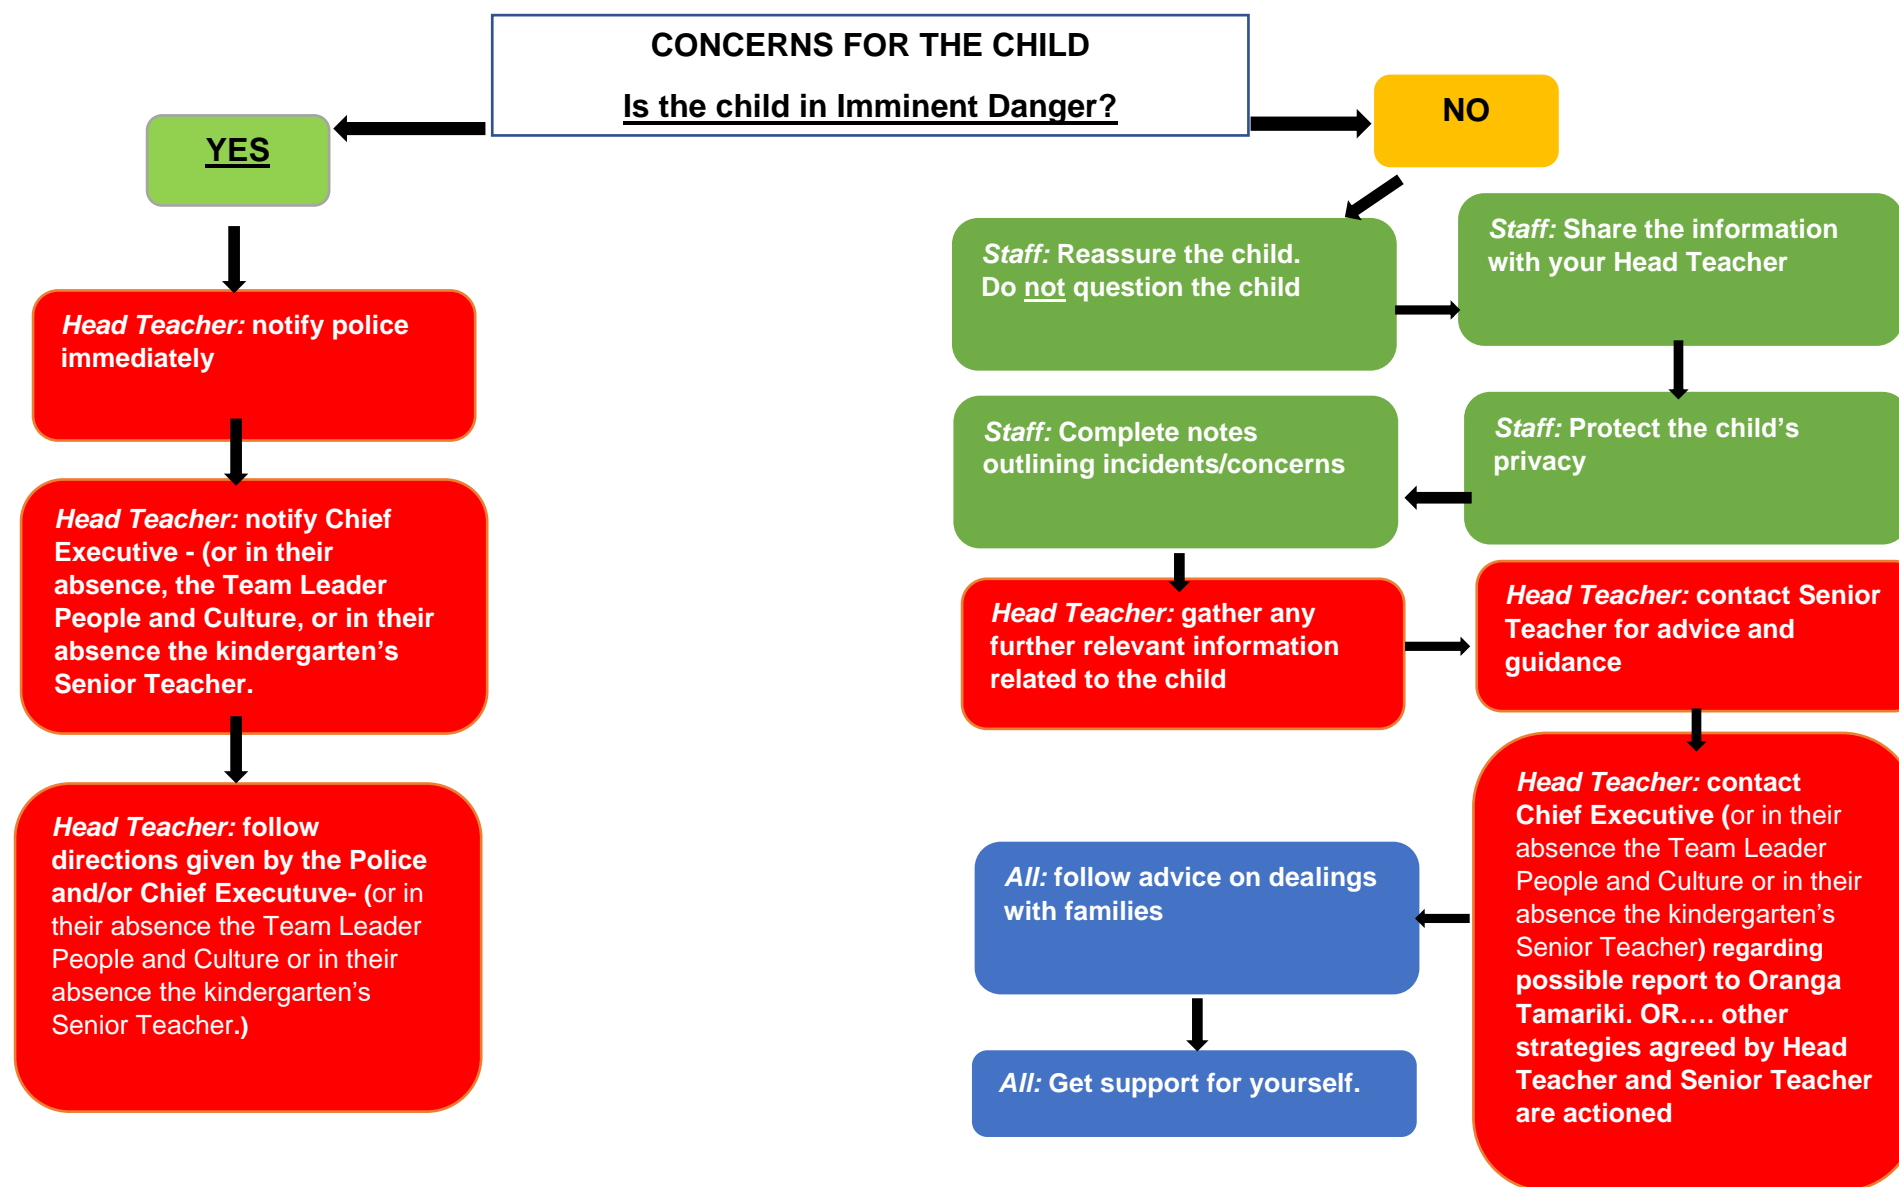 CONCERNS FOR THE CHILD
Is the child in Imminent Danger?
YES
NO
Head Teacher: notify police
immediately
Head Teacher: notify Chief
Executive - (or in their
absence, the Team Leader
People and Culture, or in their
absence the kindergarten’s
Senior Teacher.
Head Teacher: follow
directions given by the Police
and/or Chief Executuve- (or in
their absence the Team Leader
People and Culture or in their
absence the kindergarten’s
Senior Teacher.)
Staff: Reassure the child.
Do not question the child
Staff: Share the information
with your Head Teacher
Staff: Protect the child’s
privacy
Staff: Complete notes
outlining incidents/concerns
Head Teacher: gather any
further relevant information
related to the child
Head Teacher: contact Senior
Teacher for advice and
guidance
Head Teacher: contact
Chief Executive (or in their
absence the Team Leader
People and Culture or in their
absence the kindergarten’s
Senior Teacher) regarding
possible report to Oranga
Tamariki. OR…. other
strategies agreed by Head
Teacher and Senior Teacher
are actioned
All: follow advice on dealings
with families
All: Get support for yourself.